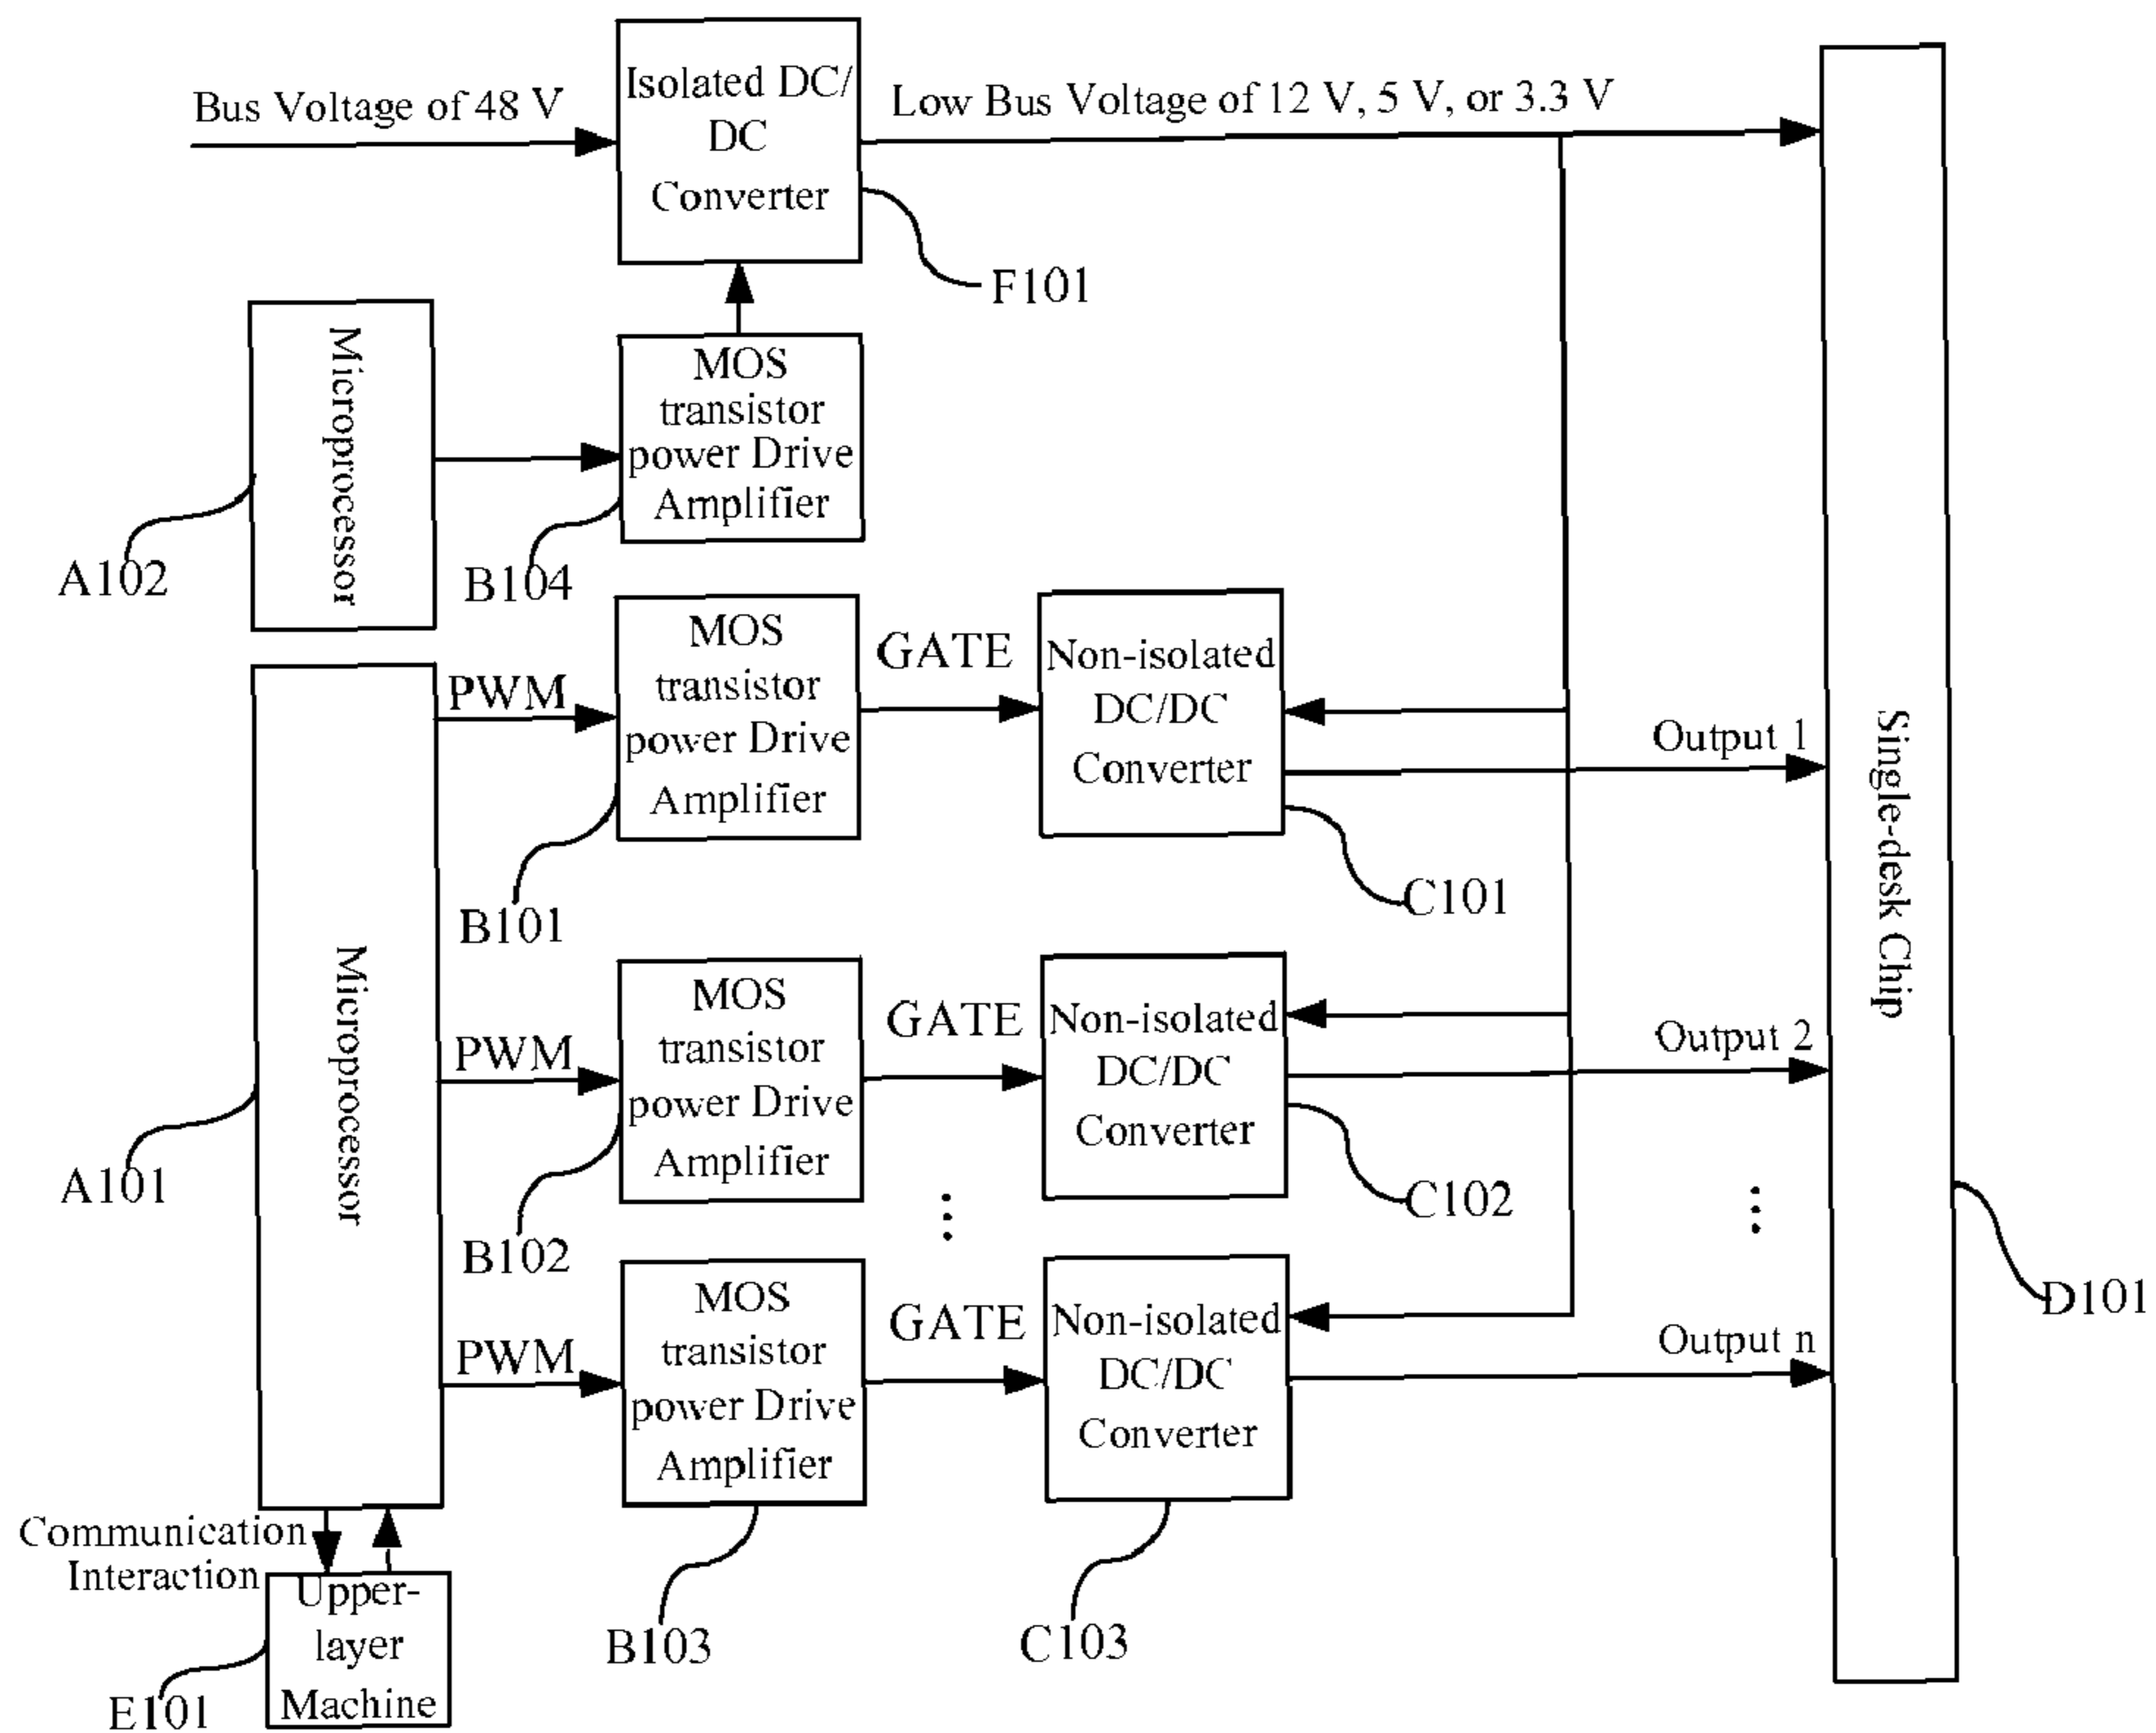 Bus Voltage of 48 V
Isolated DC/
DC
Converter
Low Bus Voltage of 12 V, 5 V, or 3.3 V
F101
Microprocessor
A102
MOS
transistor
power Drive
Amplifier
B104
Microprocessor
A101
PWM
MOS
transistor
power Drive
Amplifier
B101
GATE
Non-isolated
DC/DC
Converter
C101
Output 1
PWM
MOS
transistor
power Drive
Amplifier
B102
GATE
Non-isolated
DC/DC
Converter
C102
Output 2
PWM
MOS
transistor
power Drive
Amplifier
B103
GATE
Non-isolated
DC/DC
Converter
C103
Output n
Single-desk Chip
D101
Communication
Interaction
Upper-
layer
Machine
E101